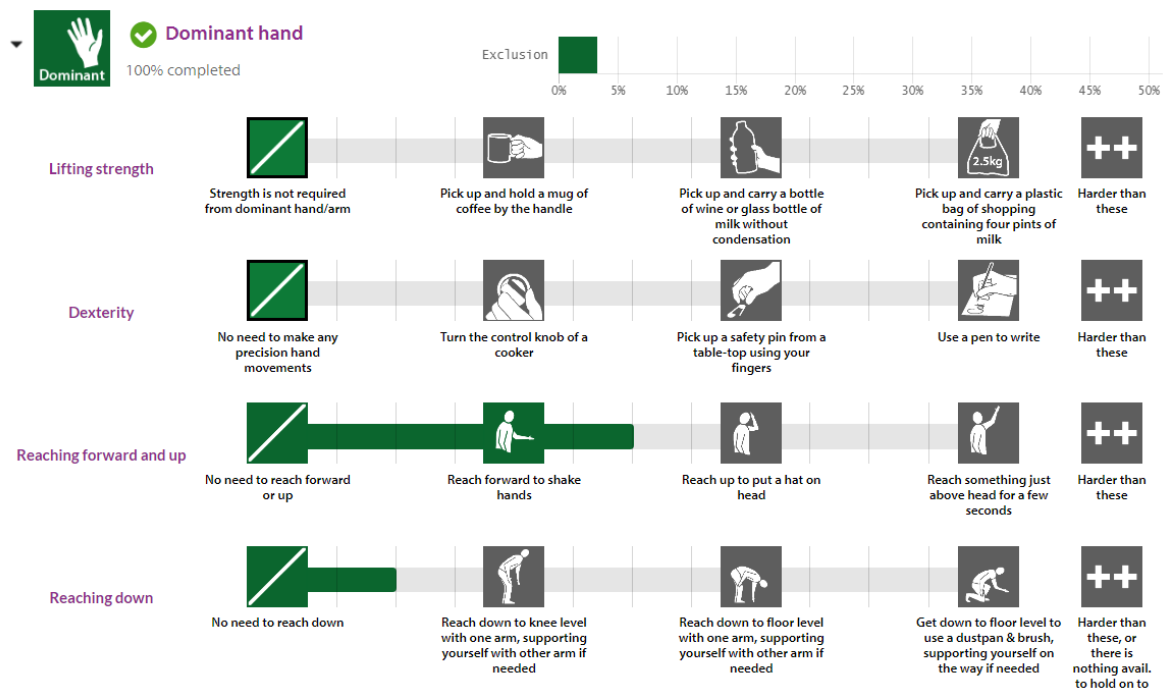 Dominant
Dominant hand
100% completed
Exclusion
0% 5% 10% 15% 20% 25% 30% 35% 40% 45% 50%
Lifting strength
2.5kg
++
Strength is not required
from dominant hand/arm
Pick up and hold a mug of
coffee by the handle
Pick up and carry a bottle
of wine or glass bottle of
milk without
condensation
Pick up and carry a plastic
bag of shopping
containing four pints of
milk
Harder than
these
Dexterity
++
No need to make any
precision hand
movements
Turn the control knob of a
cooker
Pick up a safety pin from a
table-top using your
fingers
Use a pen to write
Harder than
these
Reaching forward and up
++
No need to reach forward
or up
Reach forward to shake
hands
Reach up to put a hat on
head
Reach something just
above head for a few
seconds
Harder than
these
Reaching down
++
No need to reach down
Reach down to knee level
with one arm, supporting
yourself with other arm if
needed
Reach down to floor level
with one arm, supporting
yourself with other arm if
needed
Get down to floor level to
use a dustpan & brush,
supporting yourself on
the way if needed
Harder than
these, or
there is
nothing avail.
to hold on to